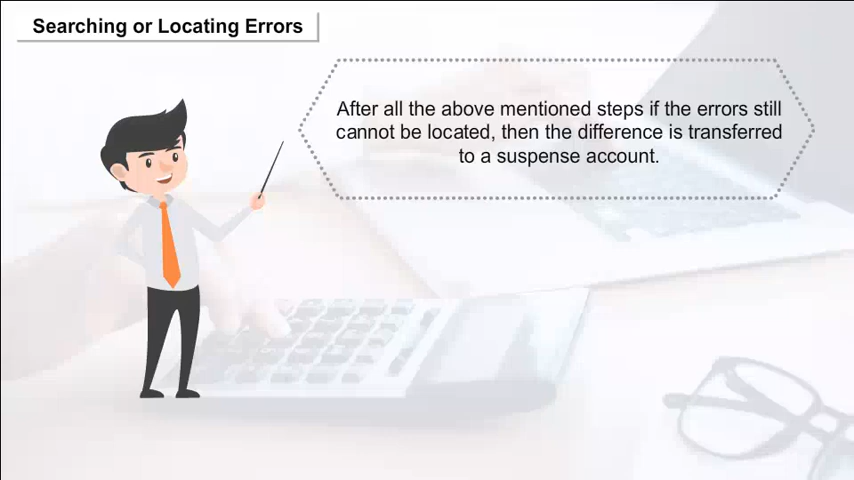 Searching or Locating Errors
After all the above mentioned steps if the errors still
cannot be located, then the difference is transferred
to a suspense account.